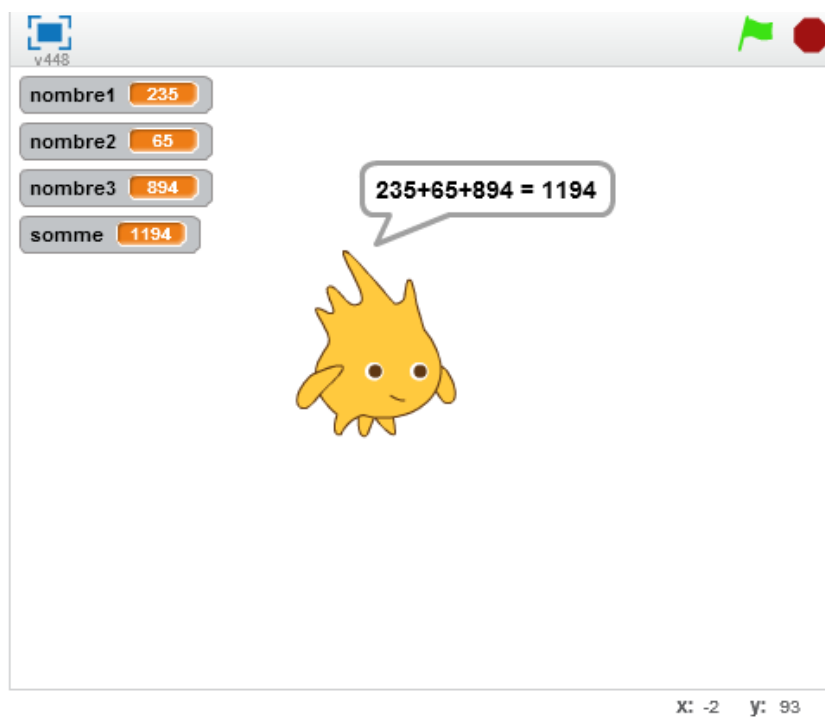 v448
nombre1 235
nombre2 65
nombre3 894
somme 1194
235+65+894 = 1194
x: -2 y: 93